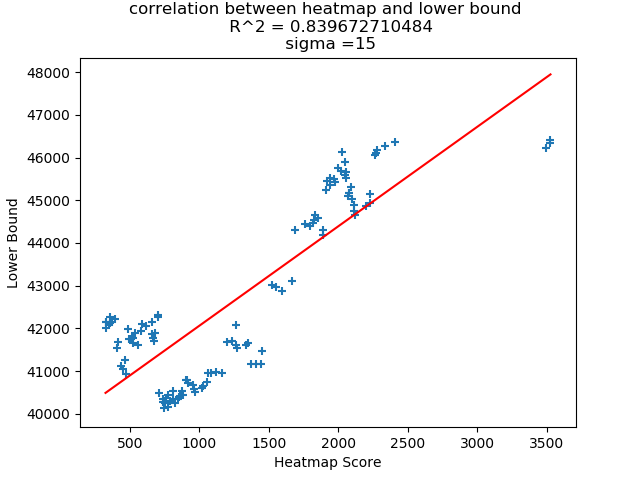 correlation between heatmap and lower bound
R^2 = 0.839672710484
sigma =15
48000
47000
46000
45000
44000
43000
42000
41000
40000
Lower Bound
500 1000 1500 2000 2500 3000 3500
Heatmap Score